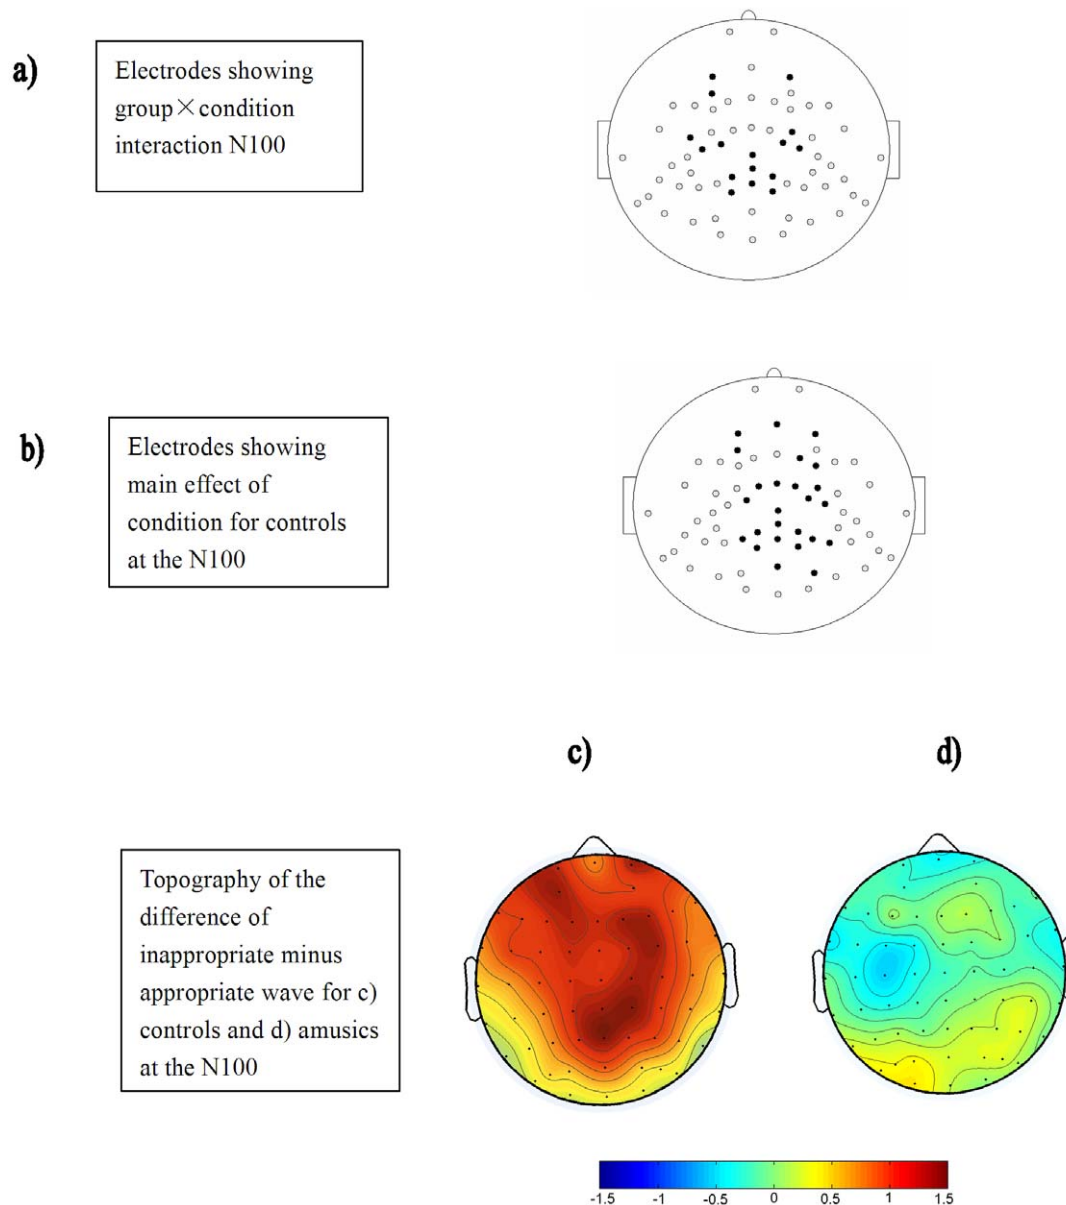 a)
Electrodes showing
group×condition
interaction N100
b)
Electrodes showing
main effect of
condition for controls
at the N100
c)
d)
Topography of the
difference of
inappropriate minus
appropriate wave for c)
controls and d) amusics
at the N100
-1.5 -1 -0.5 0 0.5 1 1.5